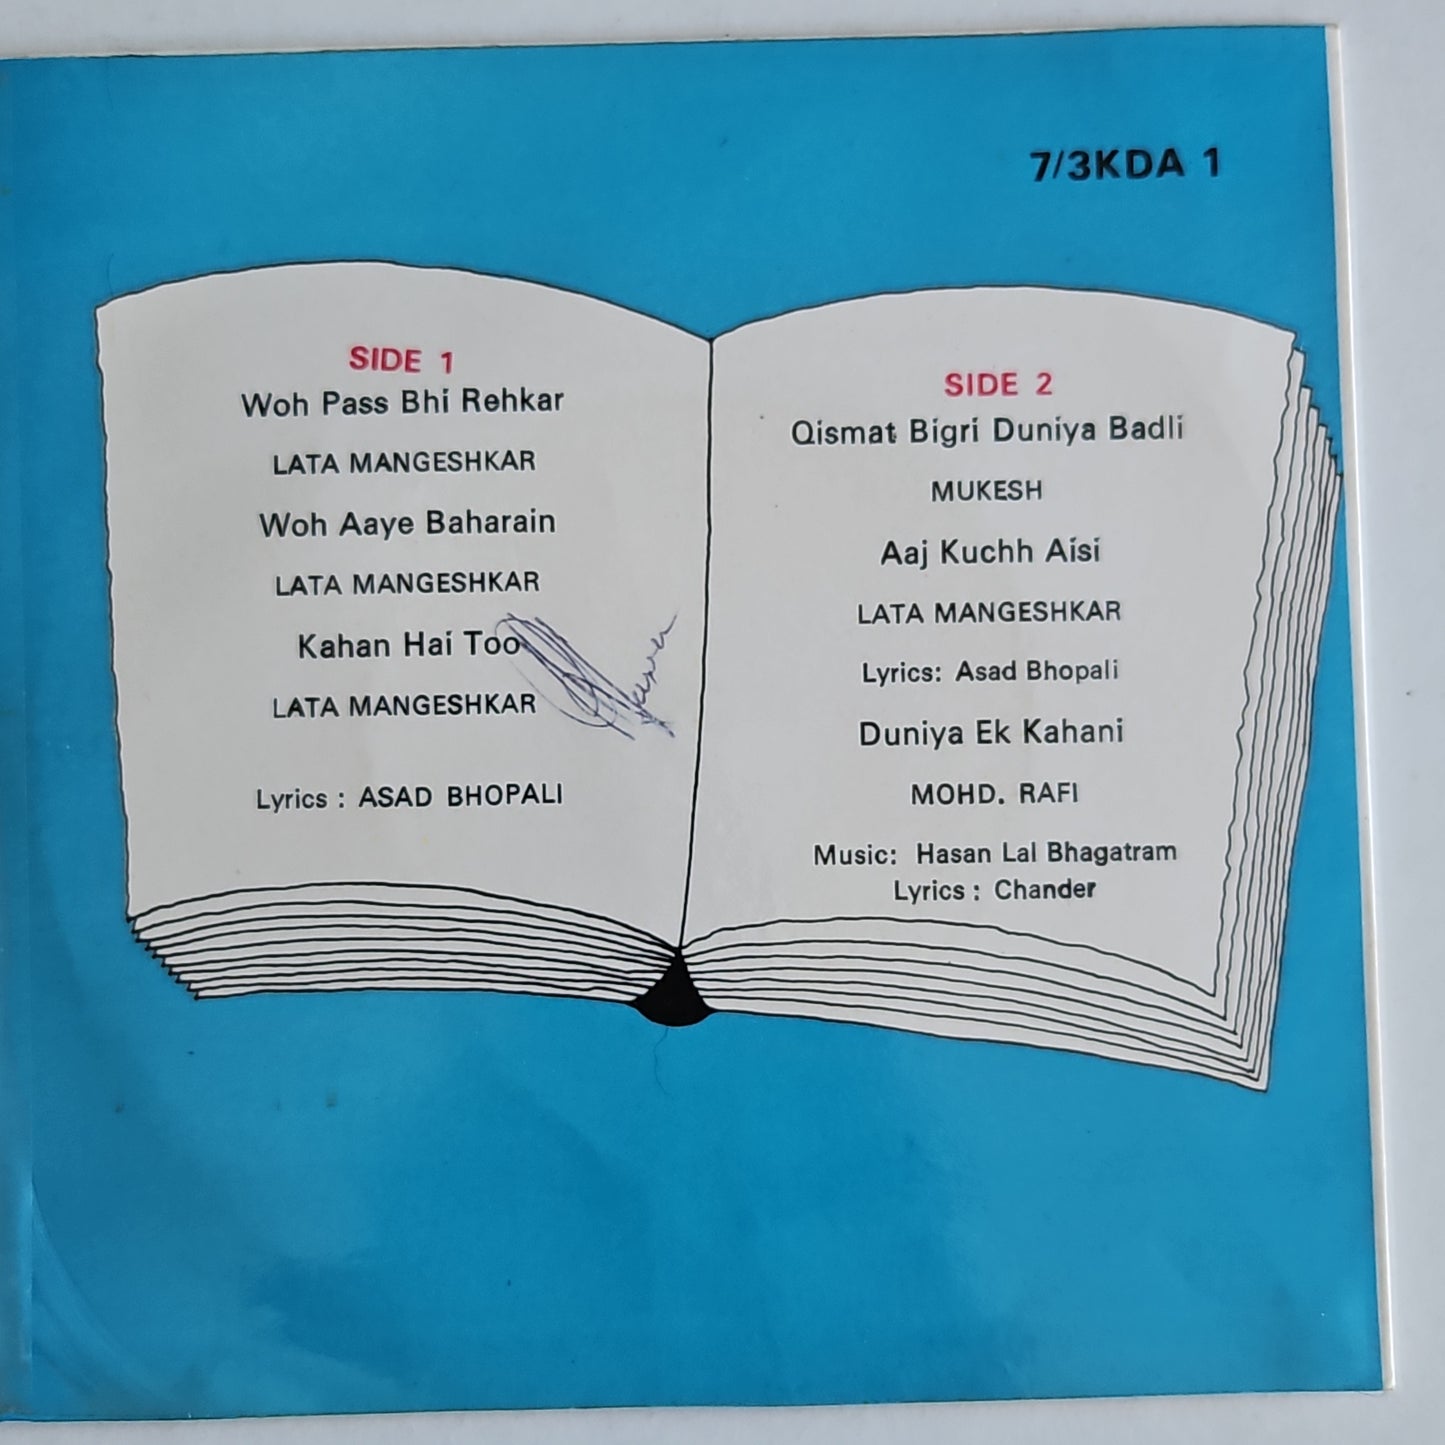 7/3KDA 1
SIDE 1
Woh Pass Bhi Rehkar
LATA MANGESHKAR
Woh Aaye Baharain
LATA MANGESHKAR
Kahan Hai Too
LATA MANGESHKAR
Lyrics : ASAD BHOPALI
SIDE 2
Qismat Bigri Duniya Badli
MUKESH
Aaj Kuchh Aisi
LATA MANGESHKAR
Lyrics: Asad Bhopali
Duniya Ek Kahani
MOHD. RAFI
Music: Hasan Lal Bhagatram
Lyrics : Chander